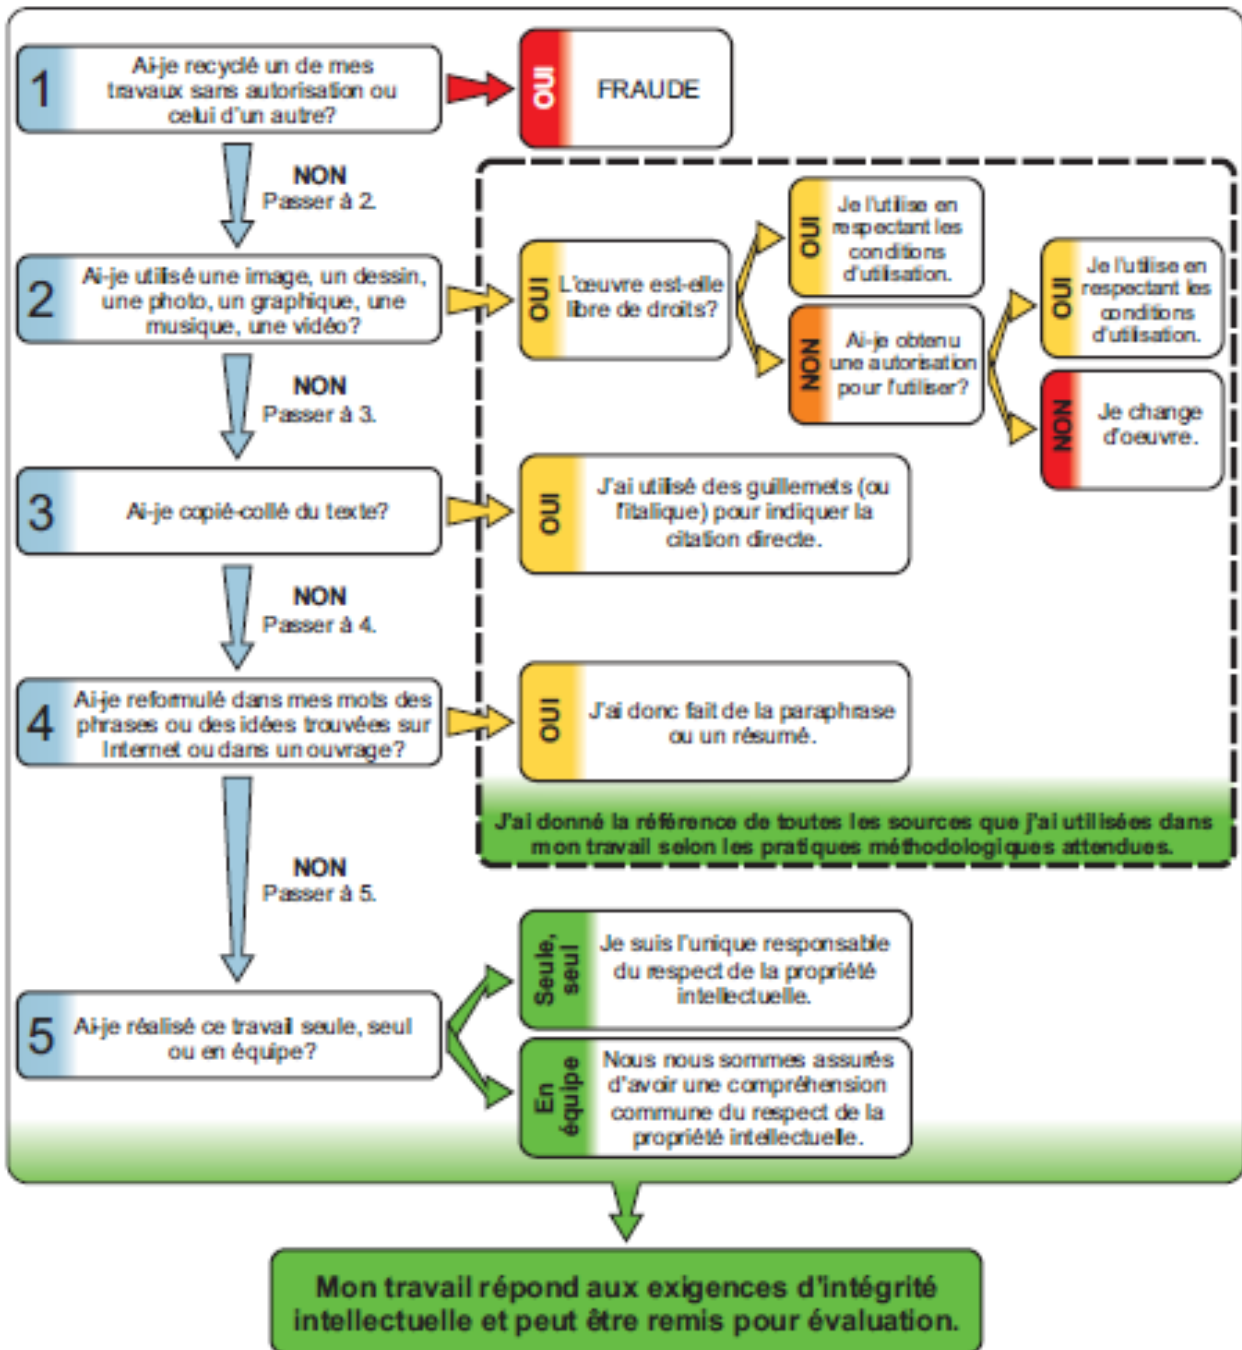 1
Ai-je recyclé un de mes
travaux sans autorisation ou
celui d'un autre?
OUI
FRAUDE
NON
Passer à 2.
2
Ai-je utilisé une image, un dessin,
une photo, un graphique, une
musique, une vidéo?
OUI
L'œuvre est-elle
libre de droits?
OUI
Je l'utilise en
respectant les
conditions
d'utilisation.
NON
Ai-je obtenu
une autorisation
pour l'utiliser?
OUI
Je l'utilise en
respectant les
conditions
d'utilisation.
NON
Je change
d'oeuvre.
NON
Passer à 3.
3
Ai-je copié-collé du texte?
OUI
J'ai utilisé des guillemets (ou
l'italique) pour indiquer la
citation directe.
NON
Passer à 4.
4
Ai-je reformulé dans mes mots des
phrases ou des idées trouvées sur
Internet ou dans un ouvrage?
OUI
J'ai donc fait de la paraphrase
ou un résumé.
J'ai donné la référence de toutes les sources que j'ai utilisées dans
mon travail selon les pratiques méthodologiques attendues.
NON
Passer à 5.
5
Ai-je réalisé ce travail seule, seul
ou en équipe?
Seule,
seul
Je suis l'unique responsable
du respect de la propriété
intellectuelle.
En
équipe
Nous nous sommes assurés
d'avoir une compréhension
commune du respect de la
propriété intellectuelle.
Mon travail répond aux exigences d'intégrité
intellectuelle et peut être remis pour évaluation.